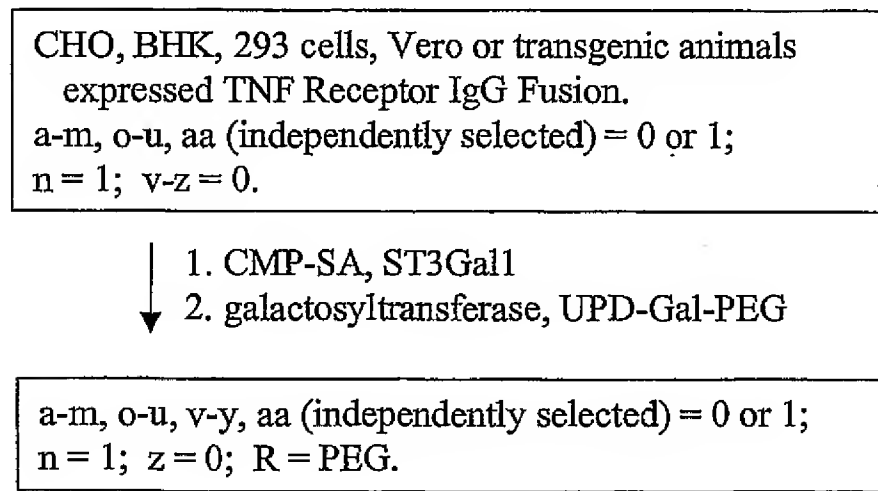 CHO, BHK, 293 cells, Vero or transgenic animals
expressed TNF Receptor IgG Fusion.
a-m, o-u, aa (independently selected) = 0 or 1;
n = 1; v-z = 0.
1. CMP-SA, ST3Gal1
2. galactosyltransferase, UPD-Gal-PEG
a-m, o-u, v-y, aa (independently selected) = 0 or 1;
n = 1; z = 0; R = PEG.